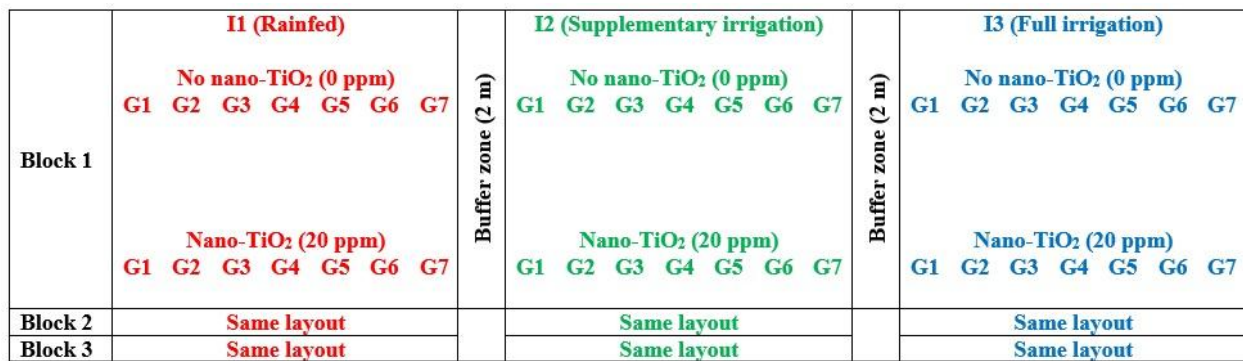 I1 (Rainfed)
I2 (Supplementary irrigation)
I3 (Full irrigation)
Block 1
No nano-TiO₂ (0 ppm)
G1 G2 G3 G4 G5 G6 G7
Nano-TiO₂ (20 ppm)
G1 G2 G3 G4 G5 G6 G7
Buffer zone (2 m)
No nano-TiO₂ (0 ppm)
G1 G2 G3 G4 G5 G6 G7
Nano-TiO₂ (20 ppm)
G1 G2 G3 G4 G5 G6 G7
Buffer zone (2 m)
No nano-TiO₂ (0 ppm)
G1 G2 G3 G4 G5 G6 G7
Nano-TiO₂ (20 ppm)
G1 G2 G3 G4 G5 G6 G7
Block 2
Same layout
Same layout
Same layout
Block 3
Same layout
Same layout
Same layout